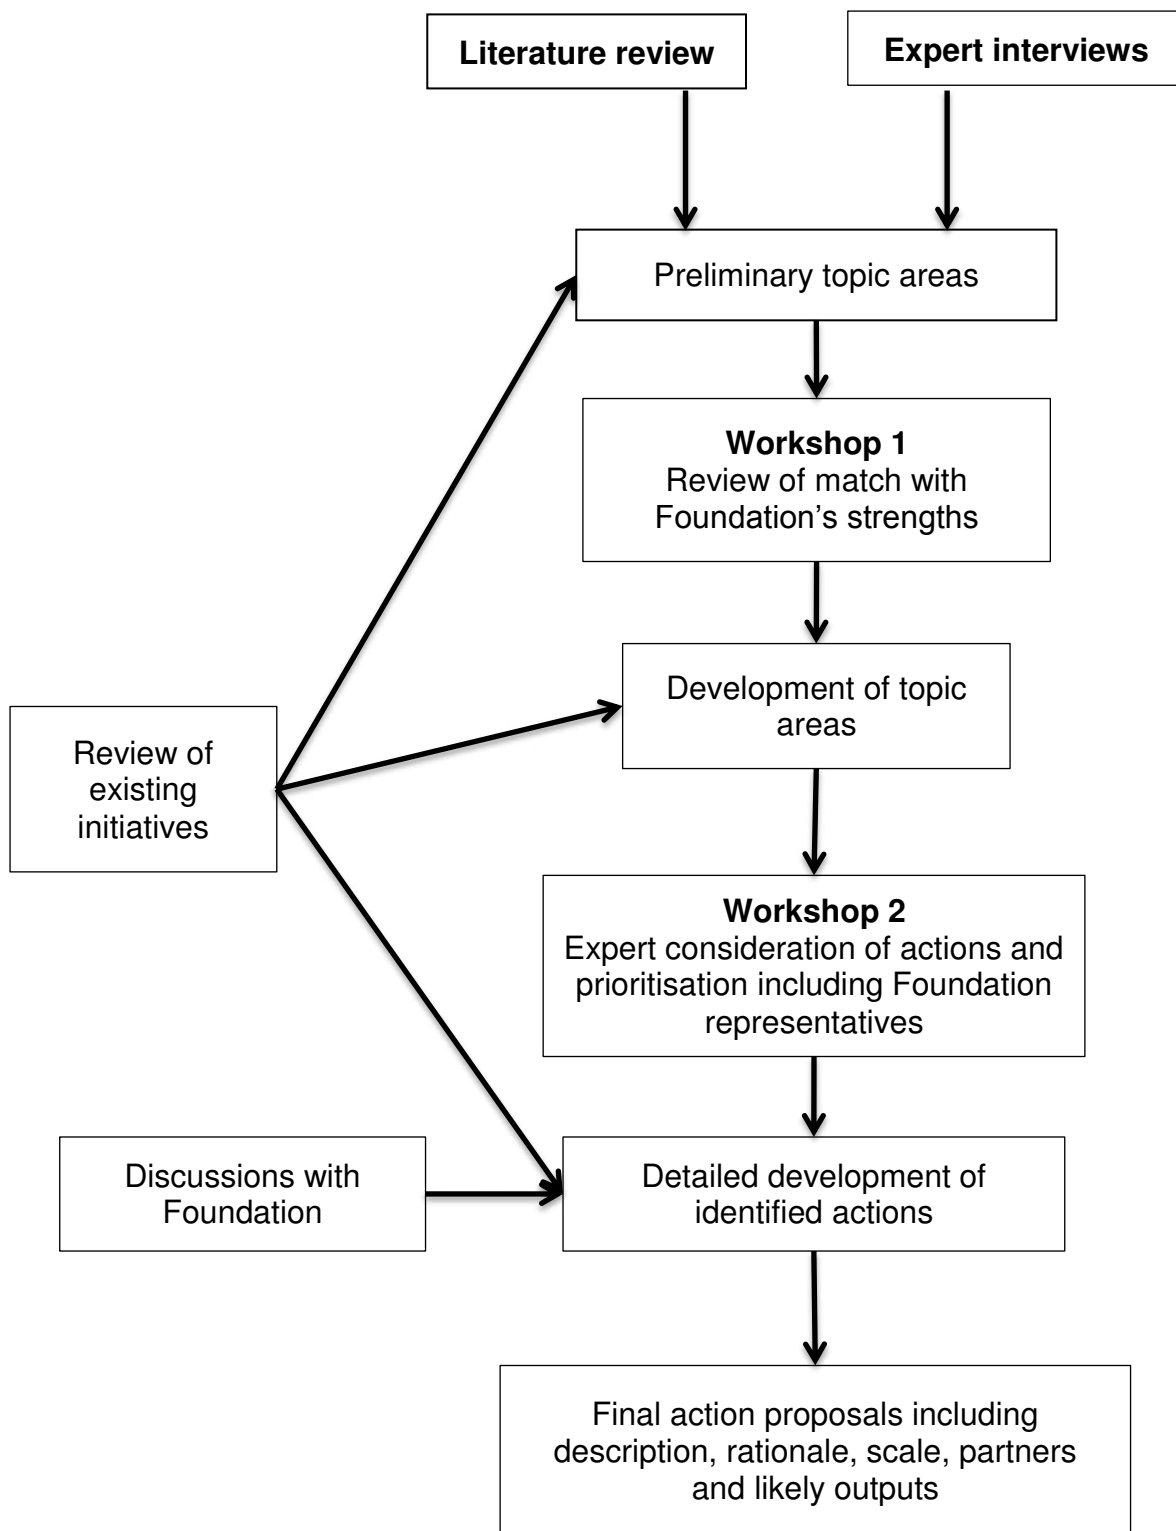 Literature review
Expert interviews
Preliminary topic areas
Workshop 1
Review of match with
Foundation’s strengths
Development of topic
areas
Review of
existing
initiatives
Workshop 2
Expert consideration of actions and
prioritisation including Foundation
representatives
Discussions with
Foundation
Detailed development of
identified actions
Final action proposals including
description, rationale, scale, partners
and likely outputs